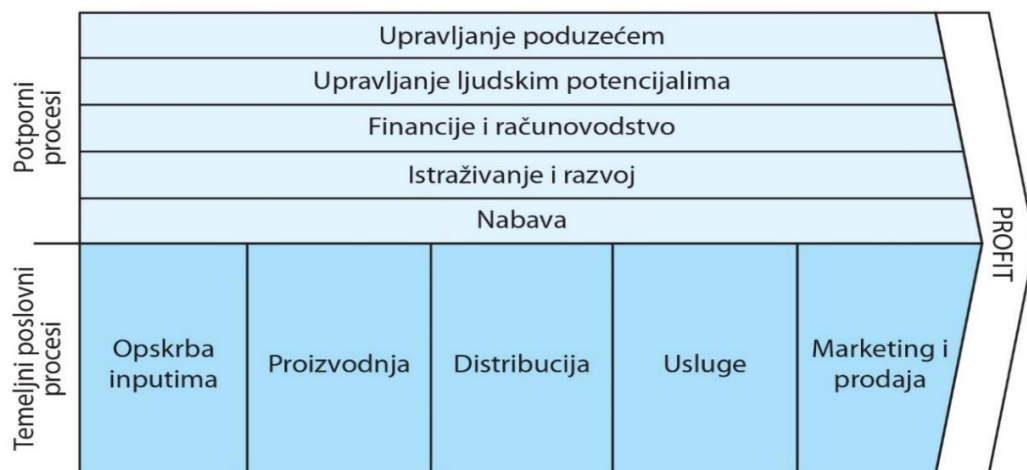 Potporni
procesi
Upravljanje poduzećem
Upravljanje ljudskim potencijalima
Financije i računovodstvo
Istraživanje i razvoj
Nabava
Temeljni poslovni
procesi
Opskrba
inputima
Proizvodnja
Distribucija
Usluge
Marketing i
prodaja
PROFIT